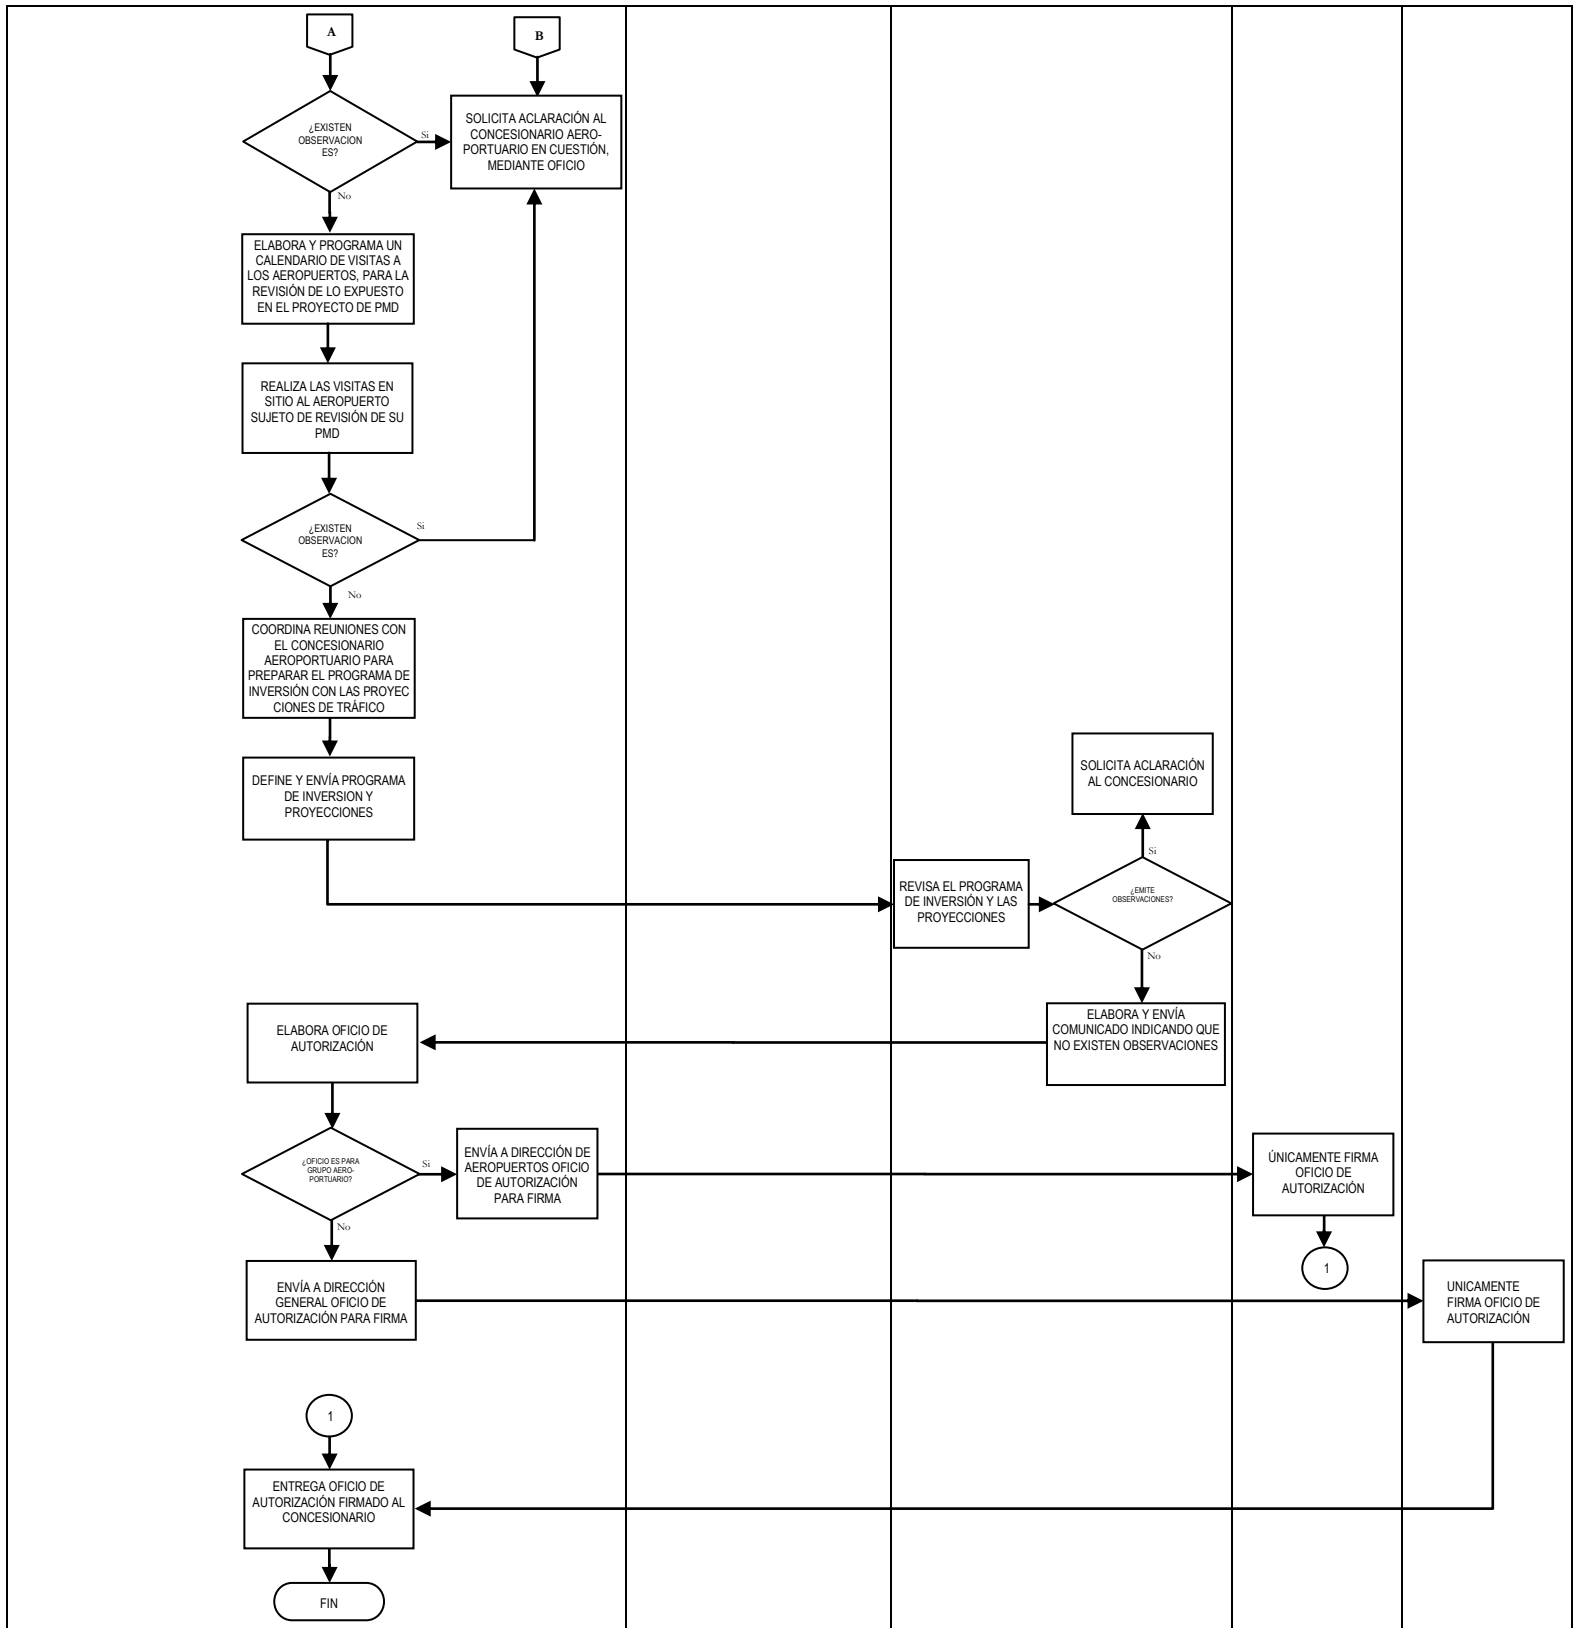 A
B
¿EXISTEN
OBSERVACION
ES?
Si
SOLICITA ACLARACIÓN AL
CONCESIONARIO AERO-
PORTUARIO EN CUESTIÓN,
MEDIANTE OFICIO
No
ELABORA Y PROGRAMA UN
CALENDARIO DE VISITAS A
LOS AEROPUERTOS, PARA LA
REVISIÓN DE LO EXPUESTO
EN EL PROYECTO DE PMD
REALIZA LAS VISITAS EN
SITIO AL AEROPUERTO
SUJETO DE REVISIÓN DE SU
PMD
¿EXISTEN
OBSERVACION
ES?
Si
No
COORDINA REUNIONES CON
EL CONCESIONARIO
AEROPORTUARIO PARA
PREPARAR EL PROGRAMA DE
INVERSIÓN CON LAS PROYEC
CIONES DE TRÁFICO
DEFINE Y ENVÍA PROGRAMA
DE INVERSION Y
PROYECCIONES
SOLICITA ACLARACIÓN
AL CONCESIONARIO
Si
REVISA EL PROGRAMA
DE INVERSIÓN Y LAS
PROYECCIONES
¿EMITE
OBSERVACIONES?
No
ELABORA Y ENVÍA
COMUNICADO INDICANDO QUE
NO EXISTEN OBSERVACIONES
ELABORA OFICIO DE
AUTORIZACIÓN
¿OFICIO ES PARA
GRUPO AERO-
PORTUARIO?
Si
ENVÍA A DIRECCIÓN DE
AEROPUERTOS OFICIO
DE AUTORIZACIÓN
PARA FIRMA
ÚNICAMENTE FIRMA
OFICIO DE
AUTORIZACIÓN
No
1
ENVÍA A DIRECCIÓN
GENERAL OFICIO DE
AUTORIZACIÓN PARA FIRMA
UNICAMENTE
FIRMA OFICIO DE
AUTORIZACIÓN
1
ENTREGA OFICIO DE
AUTORIZACIÓN FIRMADO AL
CONCESIONARIO
FIN